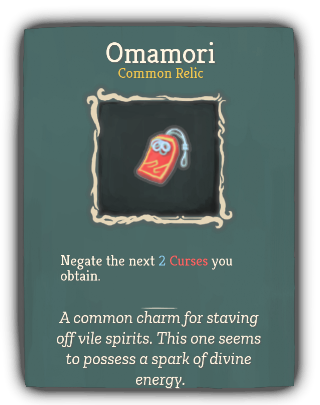 Omamori
Common Relic
Negate the next 2 Curses you
obtain.
A common charm for staving
off vile spirits. This one seems
to possess a spark of divine
energy.